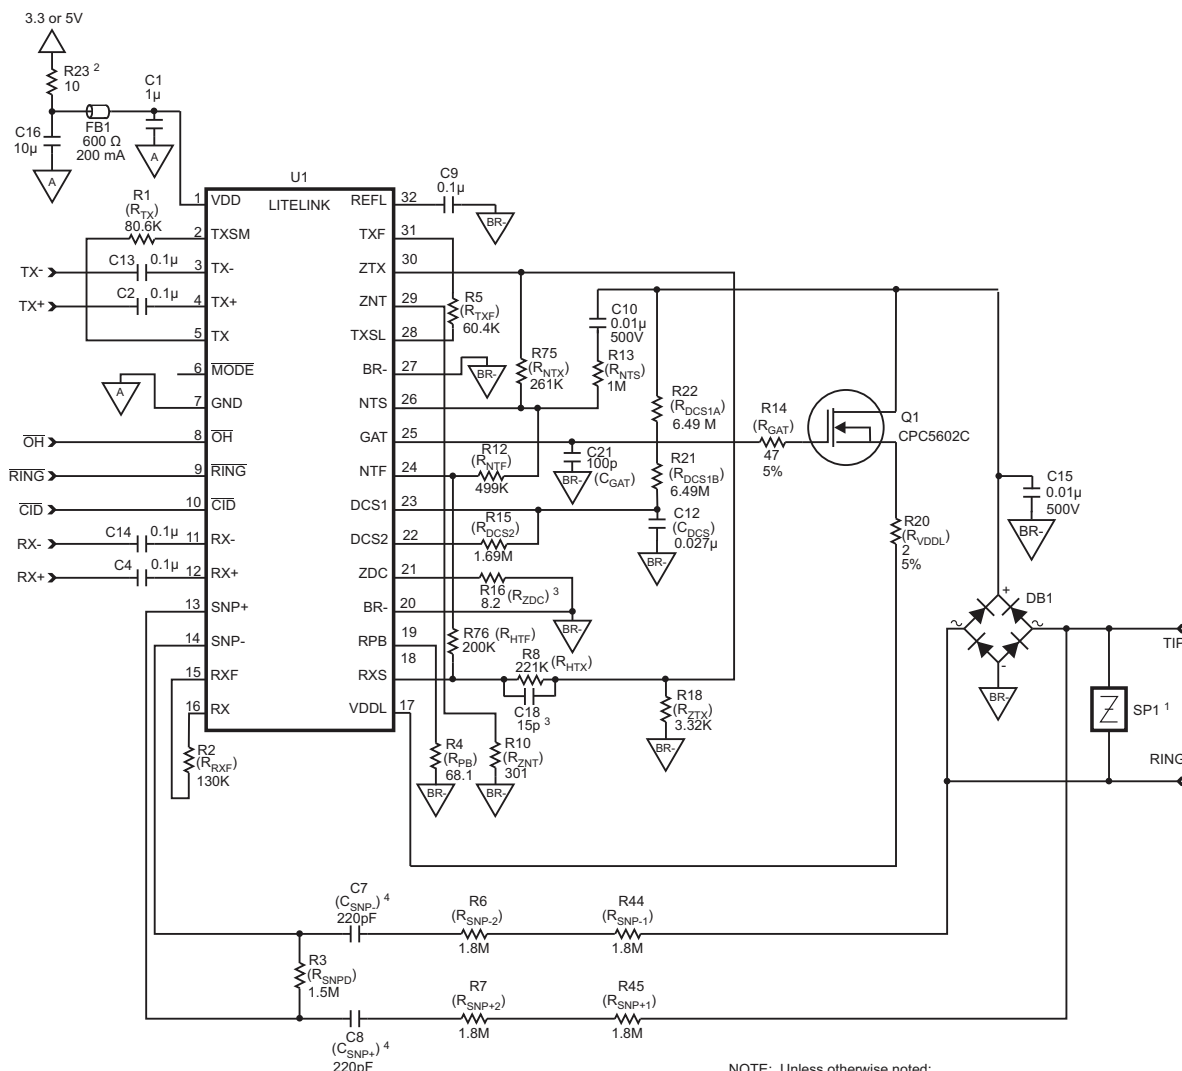 3.3 or 5V
R23 2
10
C1
1µ
C16
10µ
FB1
600 Ω
200 mA
A
A
R1
(RTX)
80.6K
U1
LITELINK
C9
0.1µ
BR-
1 VDD
2 TXSM
TX- C13 0.1µ 3 TX-
TX+ C2 0.1µ 4 TX+
5 TX
6 MODE
A
7 GND
OH 8 OH
RING 9 RING
CID 10 CID
RX- C14 0.1µ 11 RX-
RX+ C4 0.1µ 12 RX+
13 SNP+
14 SNP-
15 RXF
16 RX
R2
(RRXF)
130K
REFL 32
TXF 31
ZTX 30
ZNT 29
TXSL 28
BR- 27
NTS 26
GAT 25
NTF 24
DCS1 23
DCS2 22
ZDC 21
BR- 20
RPB 19
RXS 18
VDDL 17
R5
(RTXF)
60.4K
BR-
R75
(RNTX)
261K
C10
0.01µ
500V
R13
(RNTS)
1M
R22
(RDCS1A)
6.49 M
R14
(RGAT)
47
5%
Q1
CPC5602C
R12
(RNTF)
499K
C21
100p
(CGAT)
BR-
R21
(RDCS1B)
6.49M
C15
0.01µ
500V
BR-
R15
(RDCS2)
1.69M
C12
(CDCS)
0.027µ
BR-
R20
(RVDDL)
2
5%
R16 (RZDC) 3
8.2
BR-
R76 (RHTF)
200K
R8
221K (RHTX)
C18
15p 3
R18
(RZTX)
3.32K
BR-
R4
(RPB)
68.1
BR-
R10
(RZNT)
301
BR-
+
DB1
~
~
-
BR-
TIP
SP1 1
RING
C7
(CSNP-) 4
220pF
R6
(RSNP-2)
1.8M
R44
(RSNP-1)
1.8M
R3
(RSNPD)
1.5M
R7
(RSNP+2)
1.8M
R45
(RSNP+1)
1.8M
C8
(CSNP+) 4
220pF
NOTE: Unless otherwise noted: